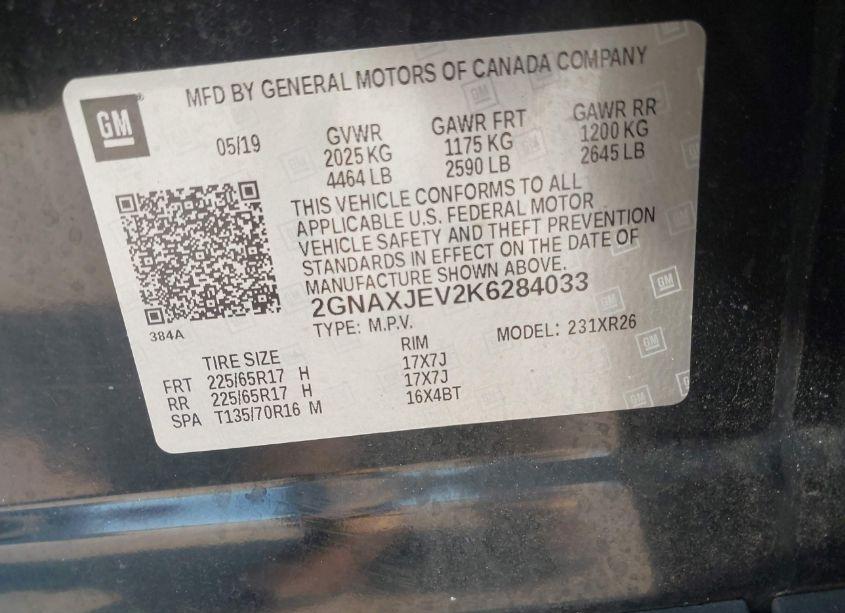 MFD BY GENERAL MOTORS OF CANADA COMPANY
GM
05/19
GVWR
2025 KG
4464 LB
GAWR FRT
1175 KG
2590 LB
GAWR RR
1200 KG
2645 LB
THIS VEHICLE CONFORMS TO ALL
APPLICABLE U.S. FEDERAL MOTOR
VEHICLE SAFETY AND THEFT PREVENTION
STANDARDS IN EFFECT ON THE DATE OF
MANUFACTURE SHOWN ABOVE.
2GNAXJEV2K6284033
384A
TYPE: M.P.V.
MODEL: 231XR26
TIRE SIZE RIM
FRT 225/65R17 H 17X7J
RR 225/65R17 H 17X7J
SPA T135/70R16 M 16X4BT